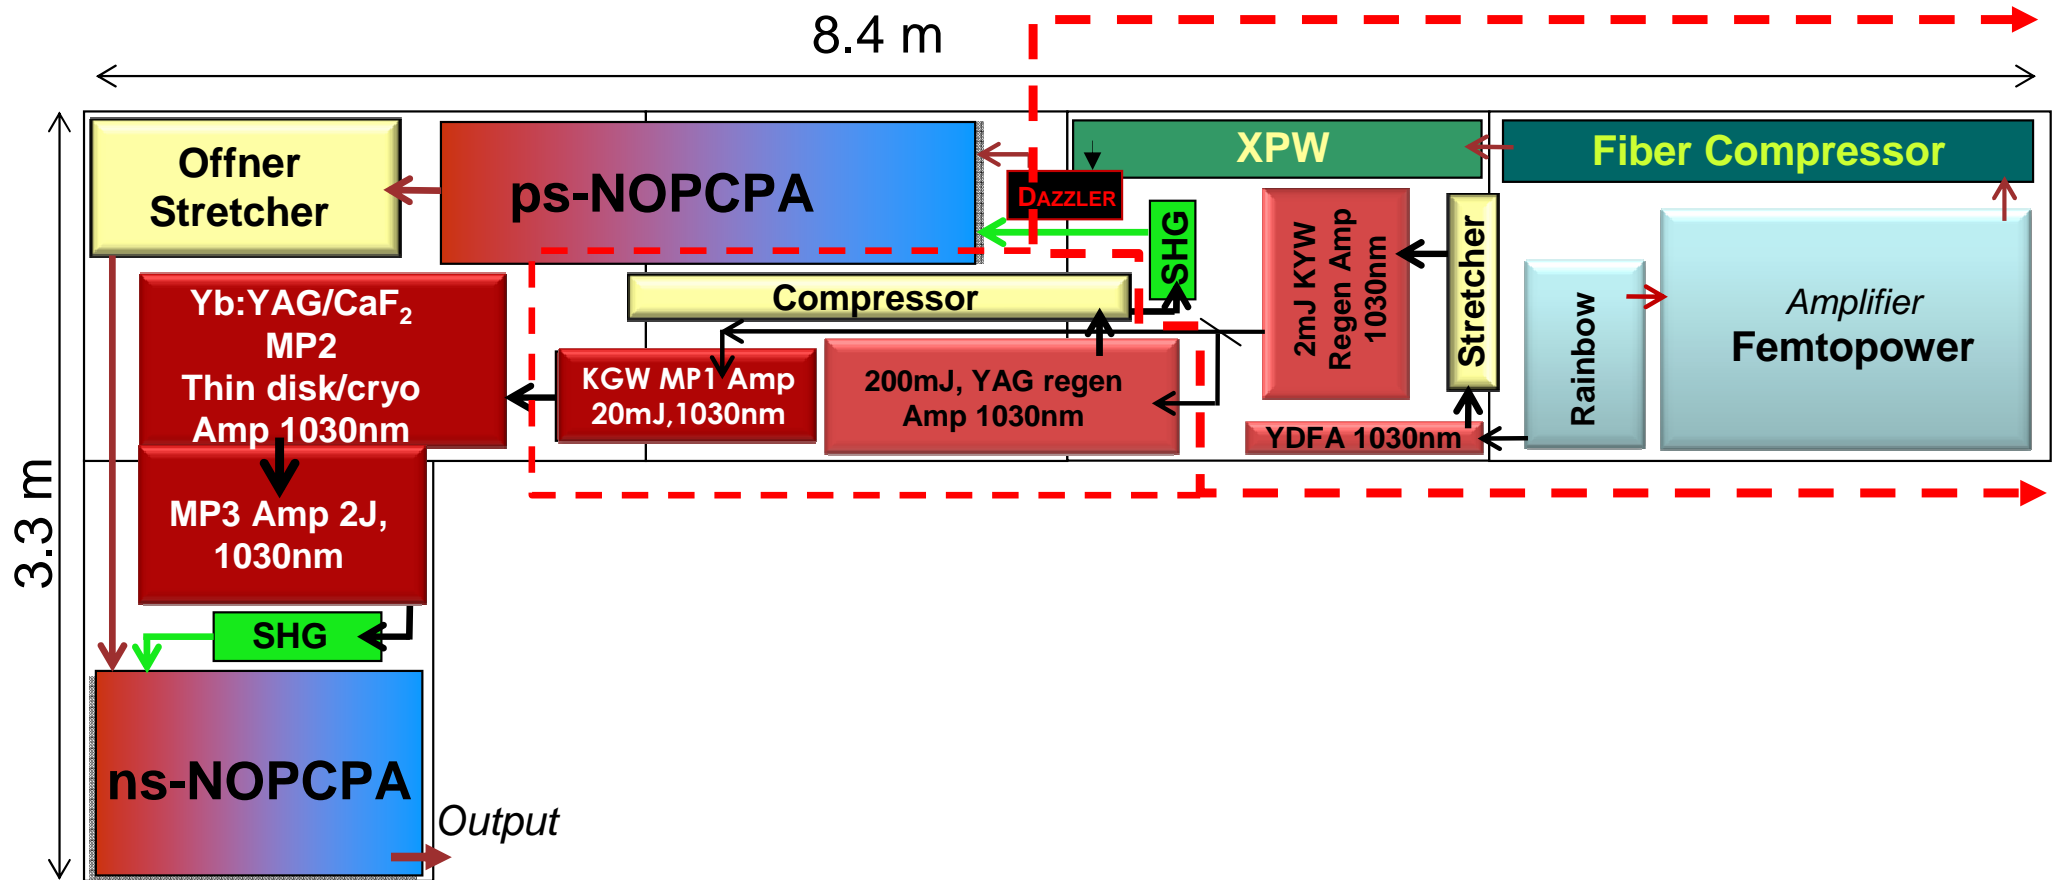 8.4 m
3.3 m
Offner
Stretcher
ps-NOPCPA
DAZZLER
XPW
Fiber Compressor
SHG
2mJ KYW
Regen Amp
1030nm
Stretcher
Rainbow
Amplifier
Femtopower
Compressor
Yb:YAG/CaF₂
MP2
Thin disk/cryo
Amp 1030nm
KGW MP1 Amp
20mJ,1030nm
200mJ, YAG regen
Amp 1030nm
YDFA 1030nm
MP3 Amp 2J,
1030nm
SHG
ns-NOPCPA
Output